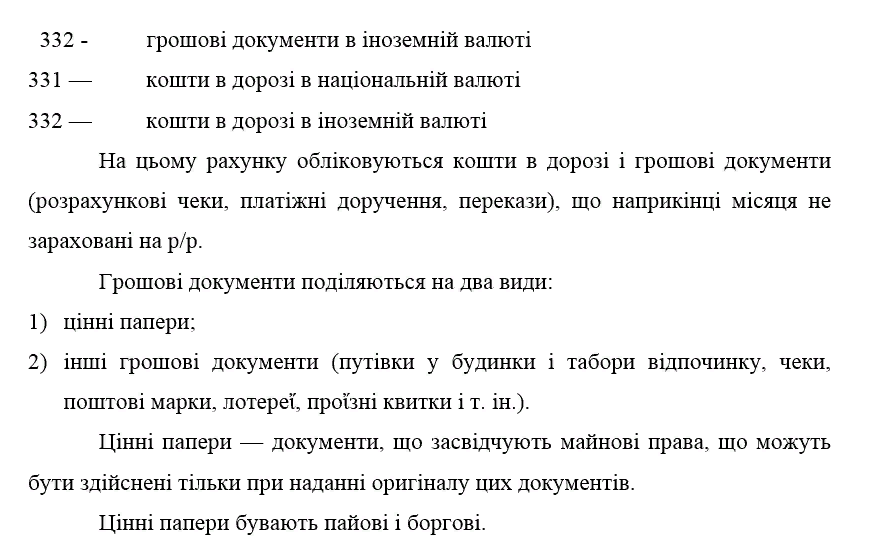 332 - грошові документи в іноземній валюті
331 — кошти в дорозі в національній валюті
332 — кошти в дорозі в іноземній валюті
На цьому рахунку обліковуються кошти в дорозі і грошові документи
(розрахункові чеки, платіжні доручення, перекази), що наприкінці місяця не
зараховані на р/р.
Грошові документи поділяються на два види:
1) цінні папери;
2) інші грошові документи (путівки у будинки і табори відпочинку, чеки,
поштові марки, лотереї, проїзні квитки і т. ін.).
Цінні папери — документи, що засвідчують майнові права, що можуть
бути здійснені тільки при наданні оригіналу цих документів.
Цінні папери бувають пайові і боргові.